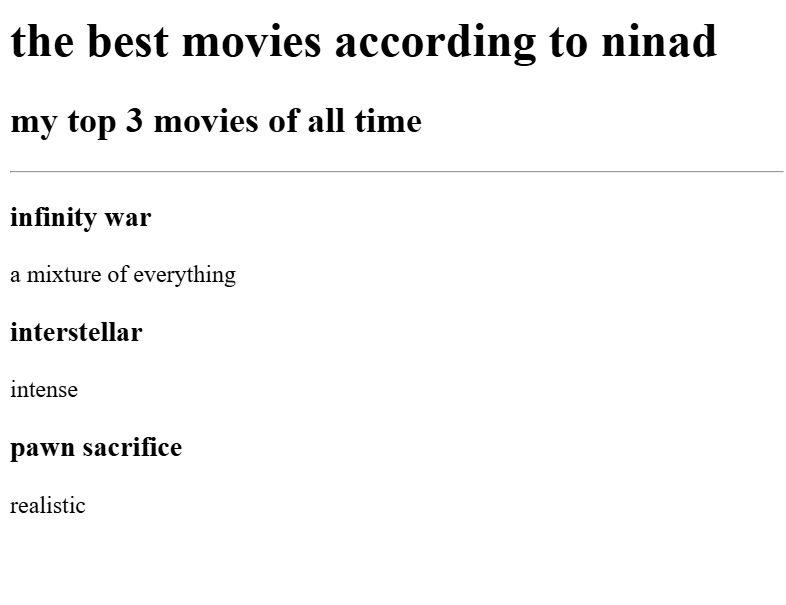 the best movies according to ninad
my top 3 movies of all time
infinity war
a mixture of everything
interstellar
intense
pawn sacrifice
realistic